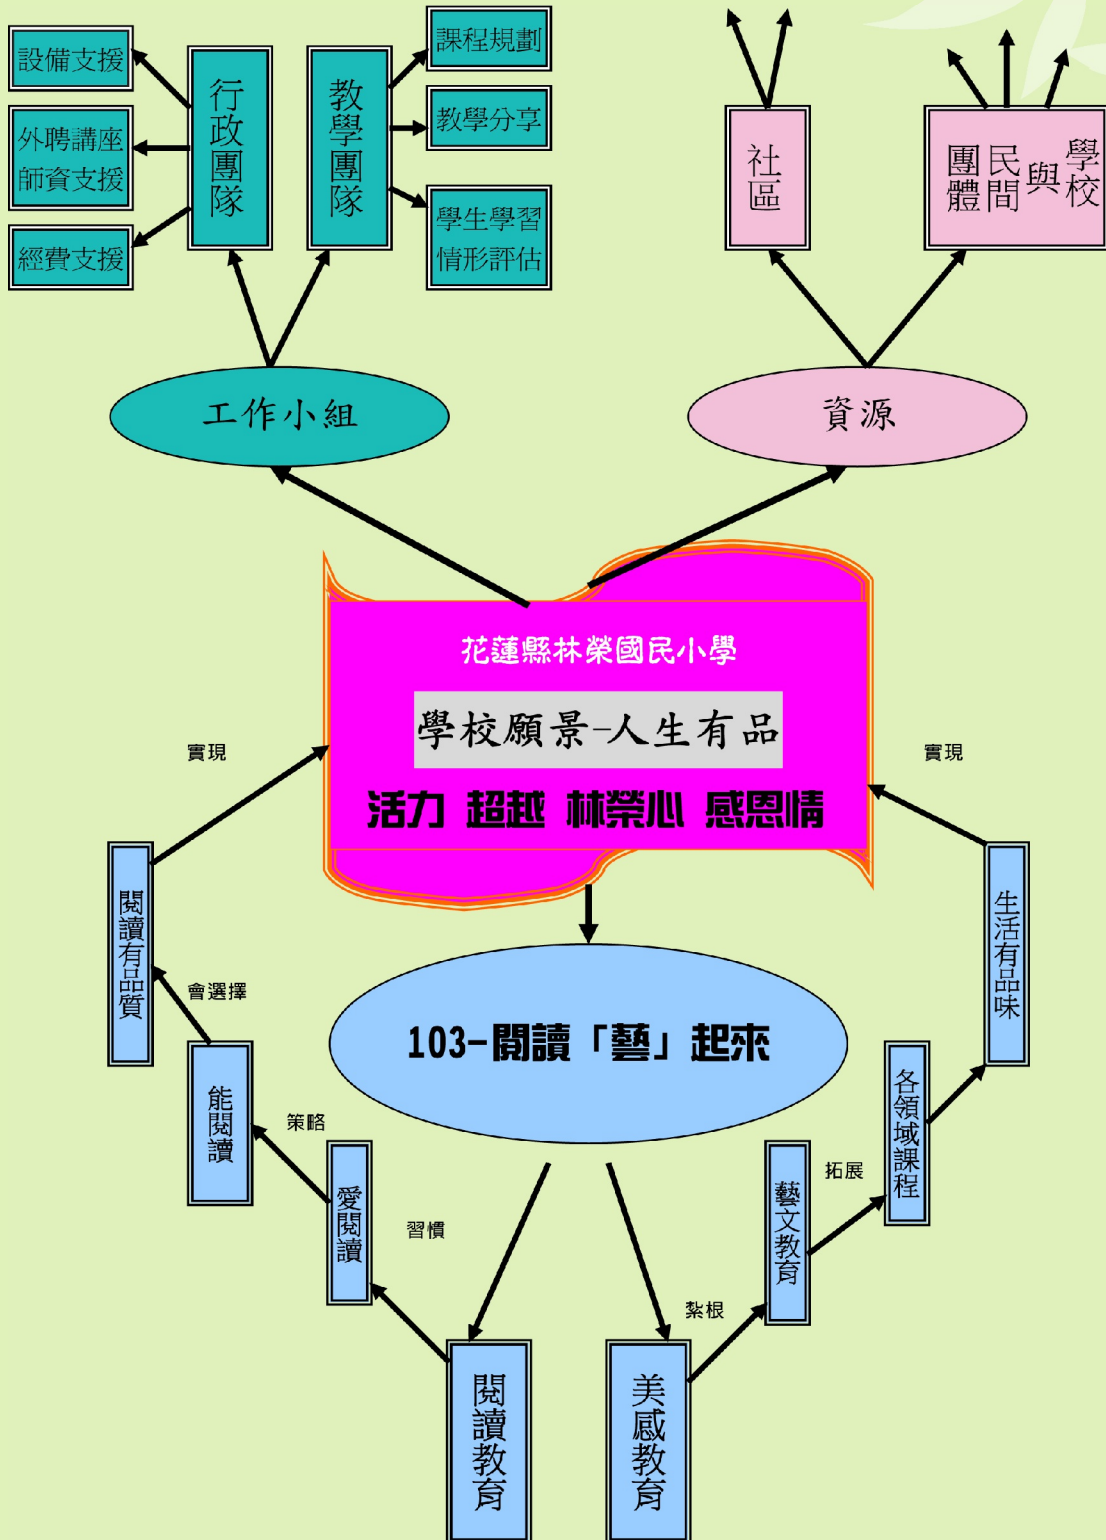 設備支援
外聘講座
師資支援
經費支援
行政團隊
教學團隊
課程規劃
教學分享
學生學習
情形評估
社區
學校
與
民間
團體
工作小組
資源
花蓮縣林榮國民小學
學校願景-人生有品
活力 超越 林榮心 感恩情
實現
實現
閱讀有品質
生活有品味
會選擇
103-閱讀「藝」起來
能閱讀
各領域課程
策略
愛閱讀
藝文教育
拓展
習慣
紮根
閱讀教育
美感教育